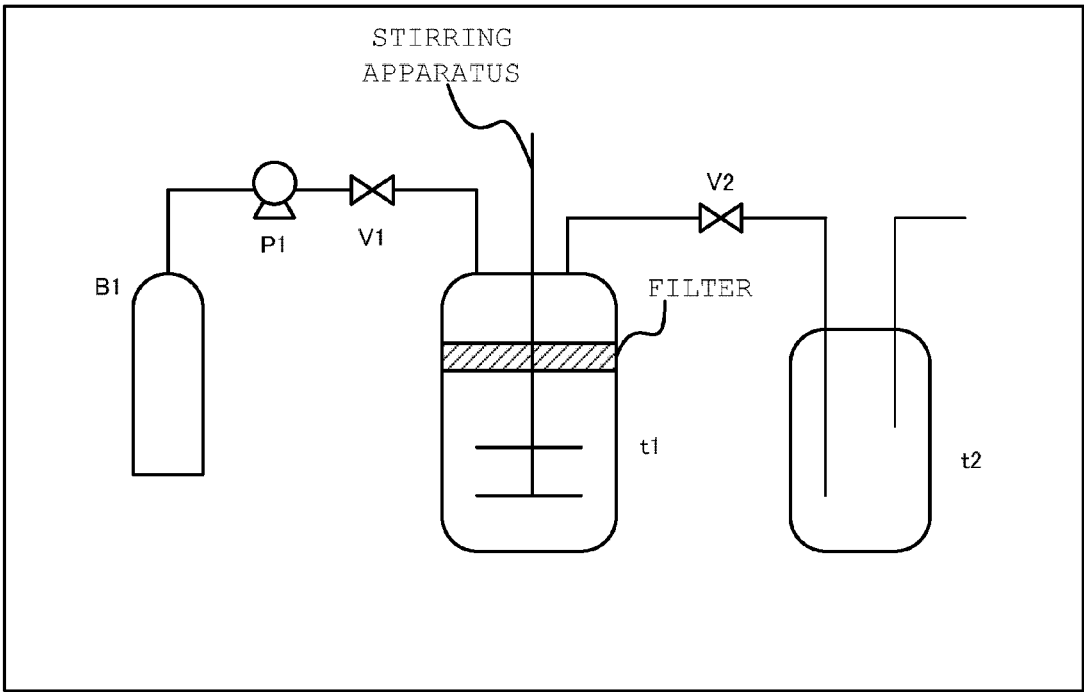 STIRRING
APPARATUS
V2
P1
V1
B1
FILTER
t1
t2